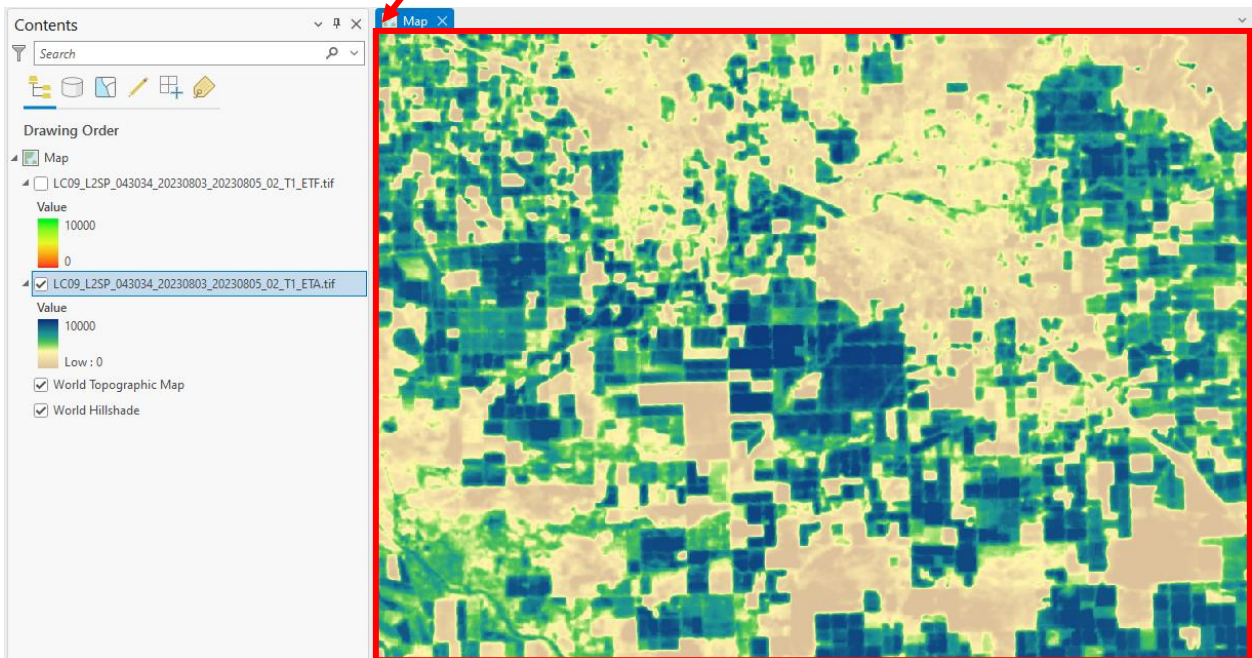 Contents
Map
Search
Drawing Order
Map
LC09_L2SP_043034_20230803_20230805_02_T1_ETF.tif
Value
10000
0
LC09_L2SP_043034_20230803_20230805_02_T1_ETA.tif
Value
10000
Low : 0
World Topographic Map
World Hillshade